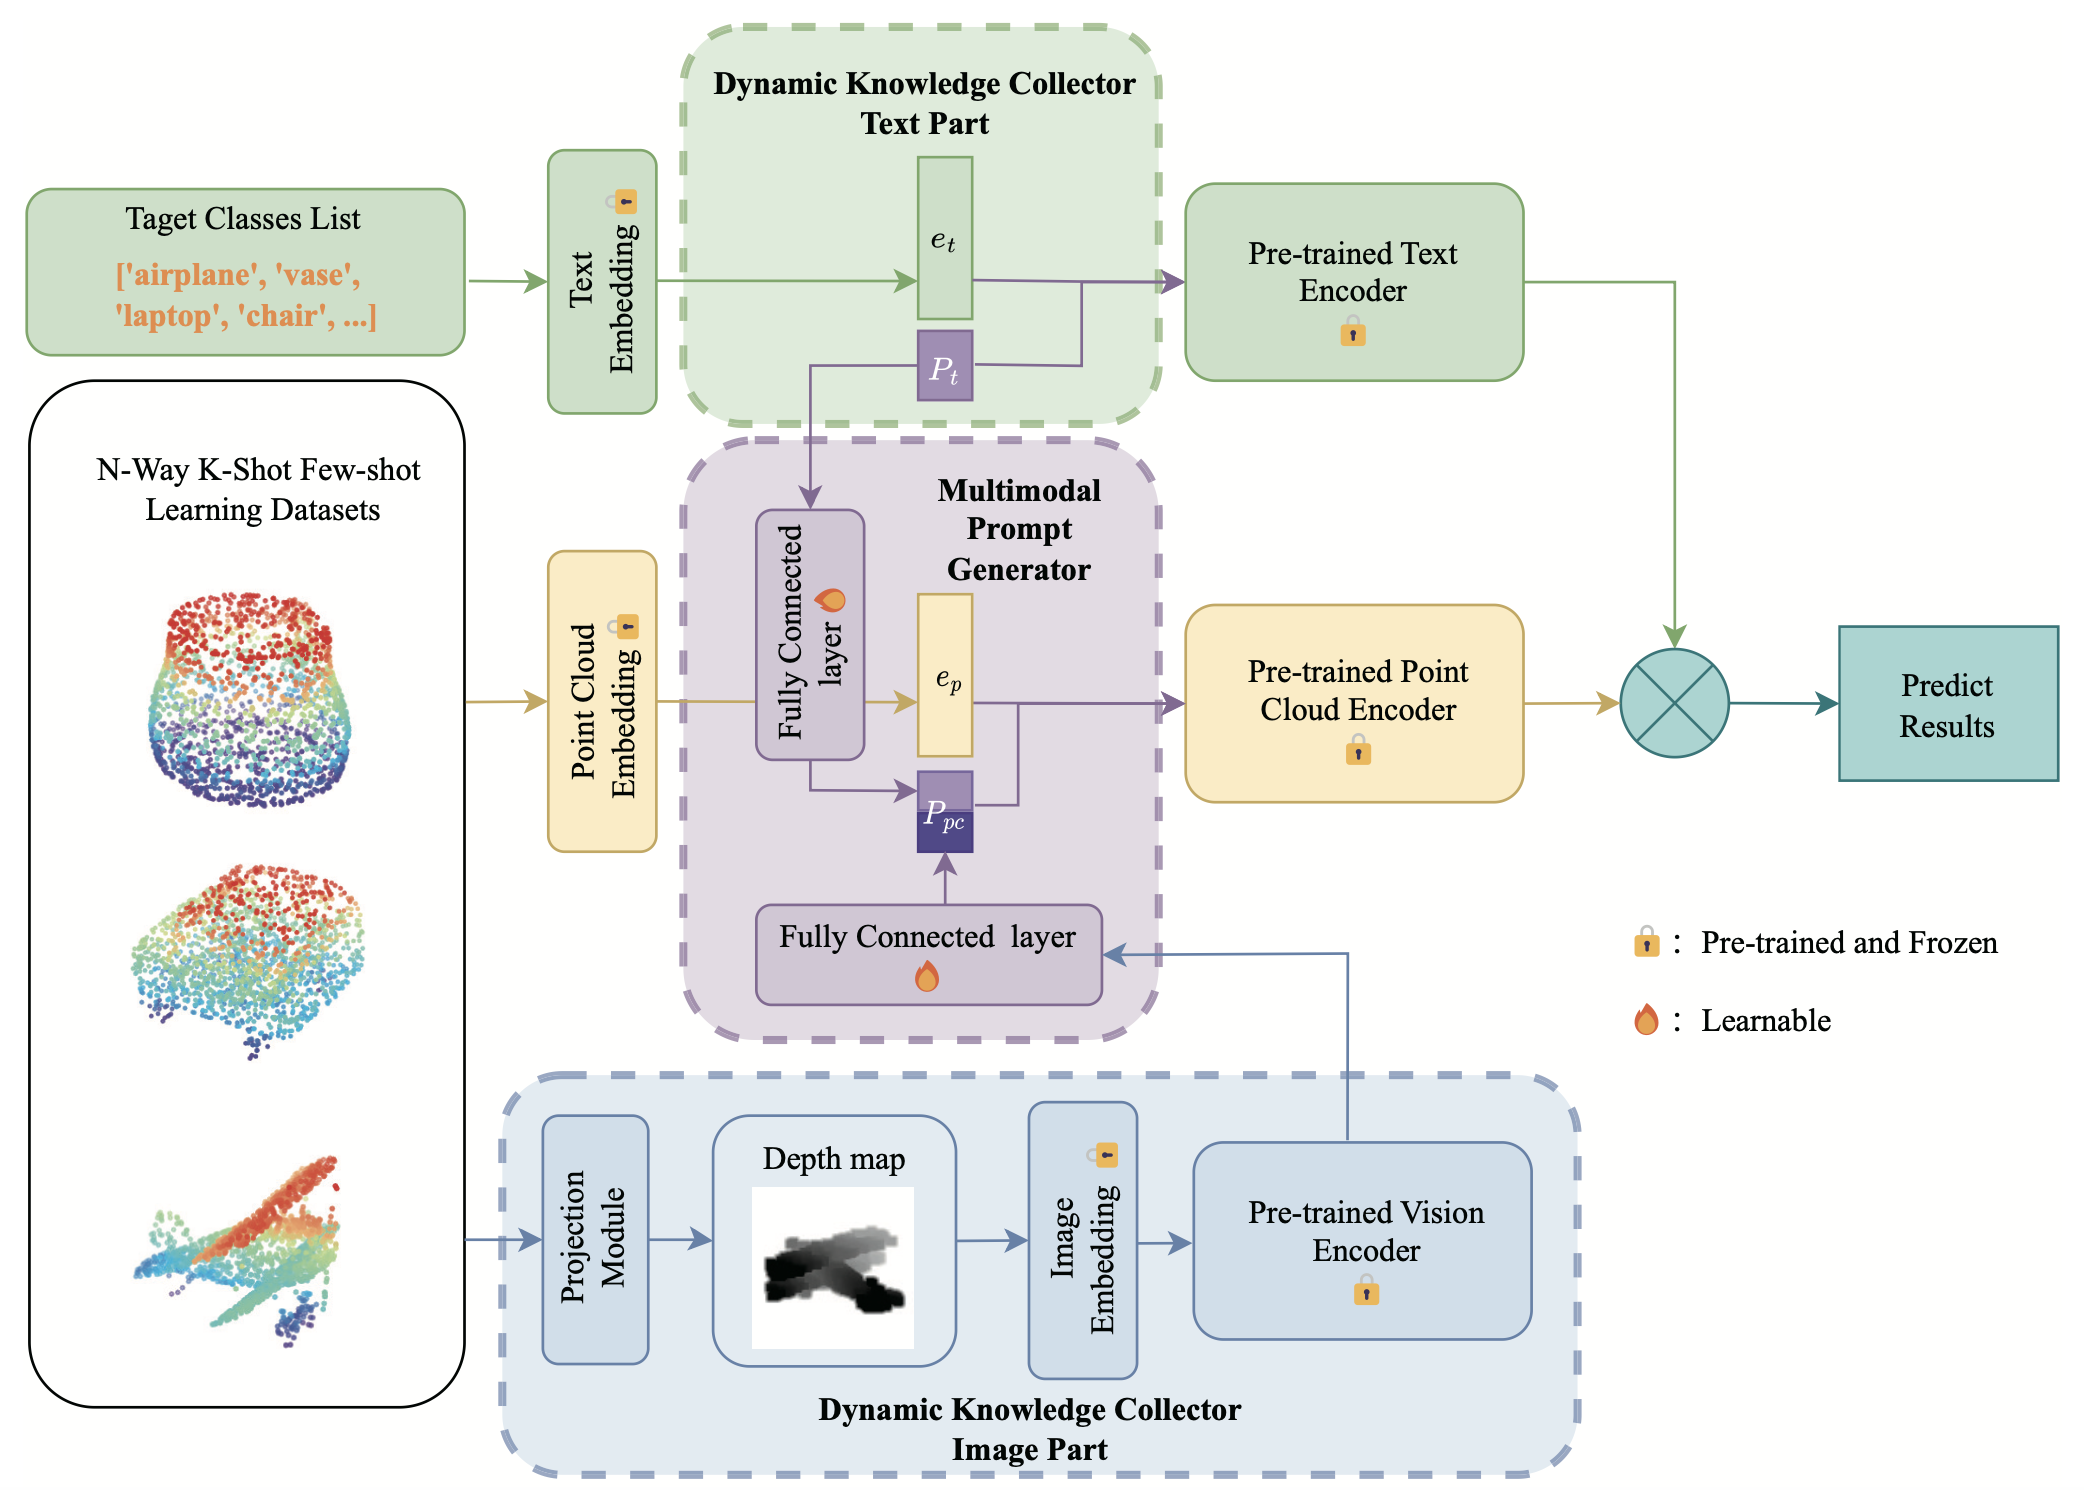 Dynamic Knowledge Collector
Text Part
Taget Classes List
['airplane', 'vase',
'laptop', 'chair', ...]
Text
Embedding
e_t
P_t
Pre-trained Text
Encoder
N-Way K-Shot Few-shot
Learning Datasets
Point Cloud
Embedding
Multimodal
Prompt
Generator
Fully Connected
layer
e_p
P_pc
Fully Connected layer
Pre-trained Point
Cloud Encoder
Predict
Results
: Pre-trained and Frozen
: Learnable
Projection
Module
Depth map
Image
Embedding
Pre-trained Vision
Encoder
Dynamic Knowledge Collector
Image Part